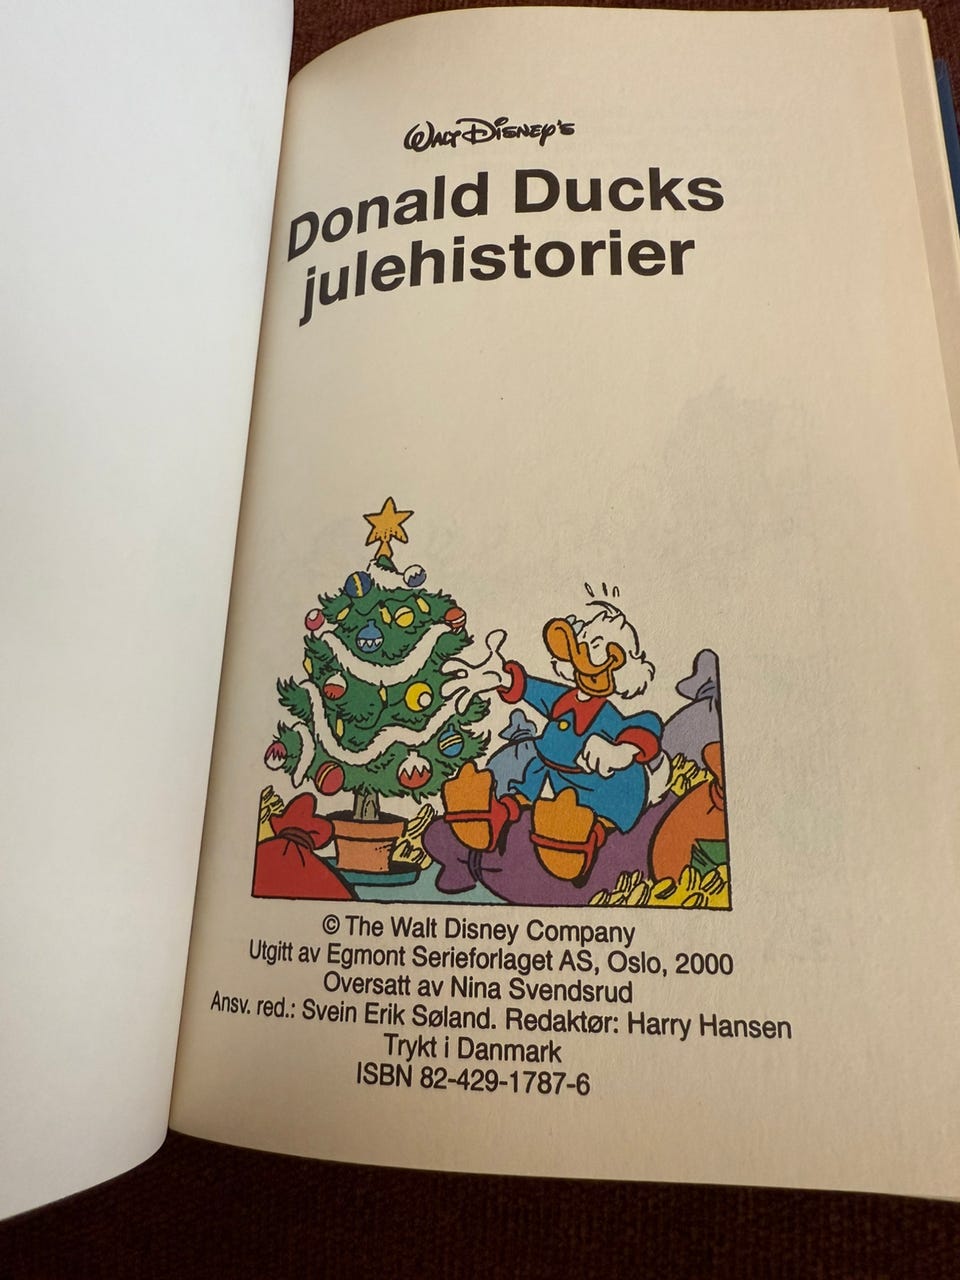 Walt Disney's
Donald Ducks
julehistorier
© The Walt Disney Company
Utgitt av Egmont Serieforlaget AS, Oslo, 2000
Oversatt av Nina Svendsrud
Ansv. red.: Svein Erik Søland. Redaktør: Harry Hansen
Trykt i Danmark
ISBN 82-429-1787-6